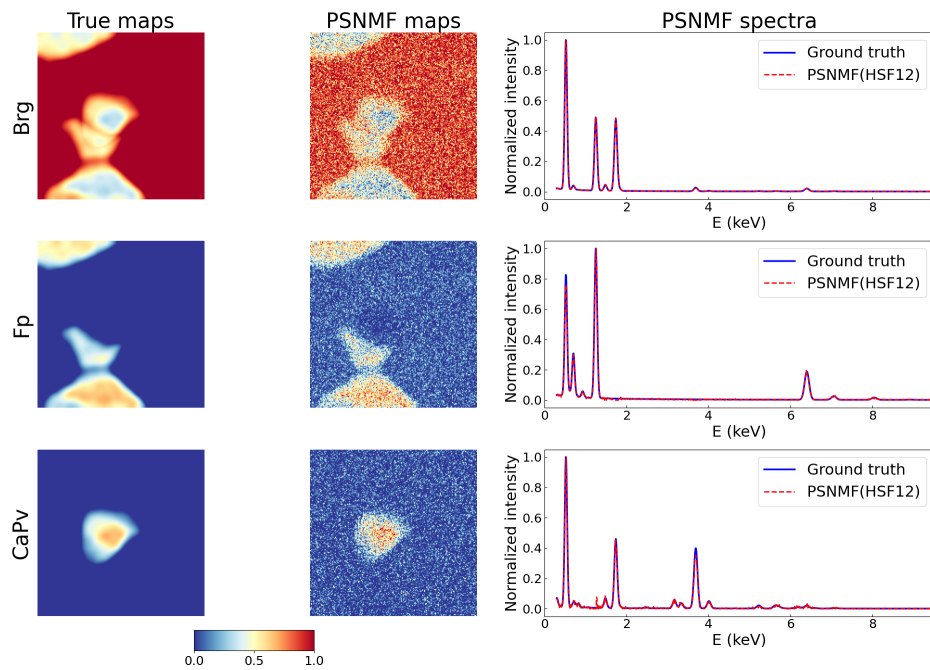 True maps
PSNMF maps
PSNMF spectra
Brg
Normalized intensity
1.0
0.8
0.6
0.4
0.2
0.0
Ground truth
PSNMF(HSF12)
0 2 4 6 8
E (keV)
Fp
Normalized intensity
1.0
0.8
0.6
0.4
0.2
0.0
Ground truth
PSNMF(HSF12)
0 2 4 6 8
E (keV)
CaPv
Normalized intensity
1.0
0.8
0.6
0.4
0.2
0.0
Ground truth
PSNMF(HSF12)
0 2 4 6 8
E (keV)
0.0 0.5 1.0